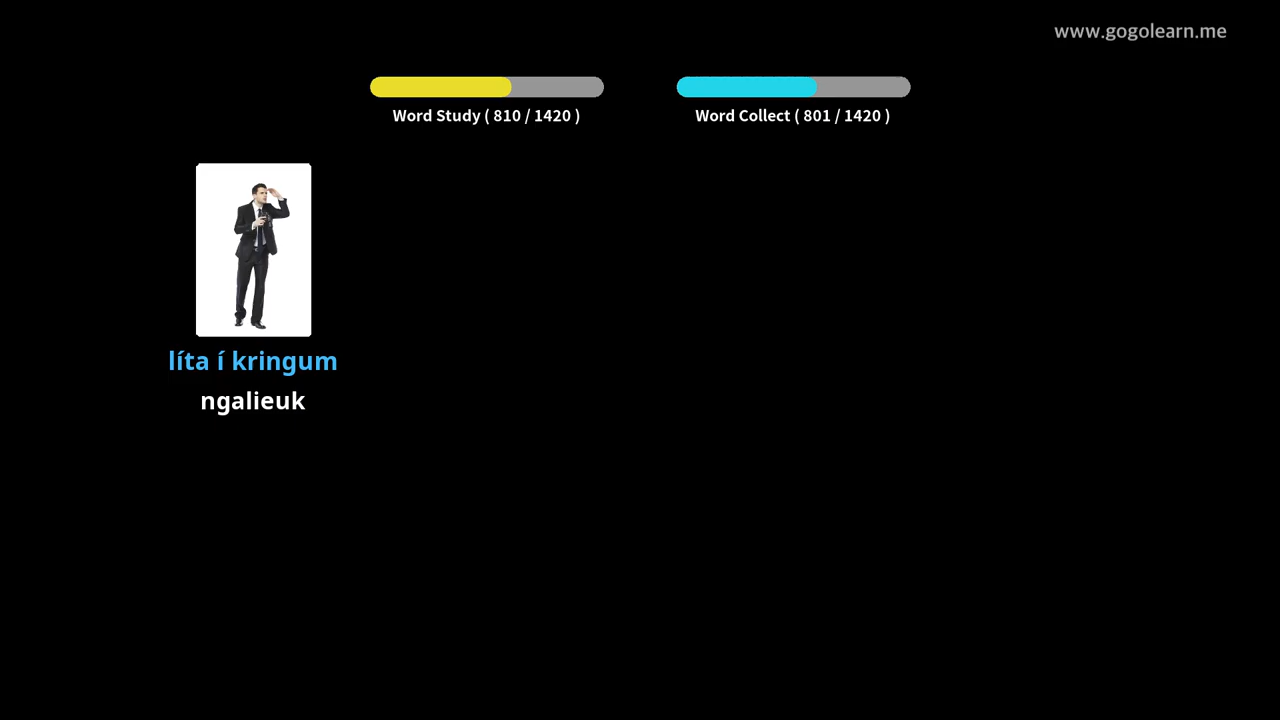 www.gogolearn.me
Word Study ( 810 / 1420 )
Word Collect ( 801 / 1420 )
líta í kringum
ngalieuk